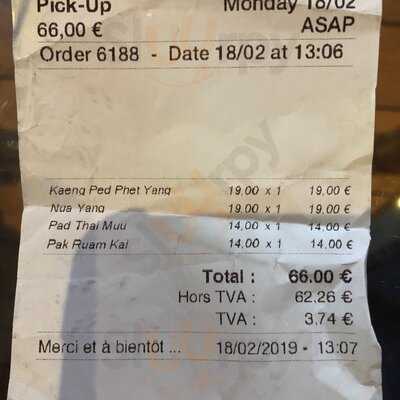 Pick-Up Monday 18/02
66,00 € ASAP
Order 6188 - Date 18/02 at 13:06
Kaeng Ped Phet Yang 19,00 x 1 19,00 €
Nua Yang 19,00 x 1 19,00 €
Pad Thai Muu 14,00 x 1 14,00 €
Pak Ruam Kai 14,00 x 1 14,00 €
Total : 66.00 €
Hors TVA : 62.26 €
TVA : 3.74 €
Merci et à bientôt ... 18/02/2019 - 13:07